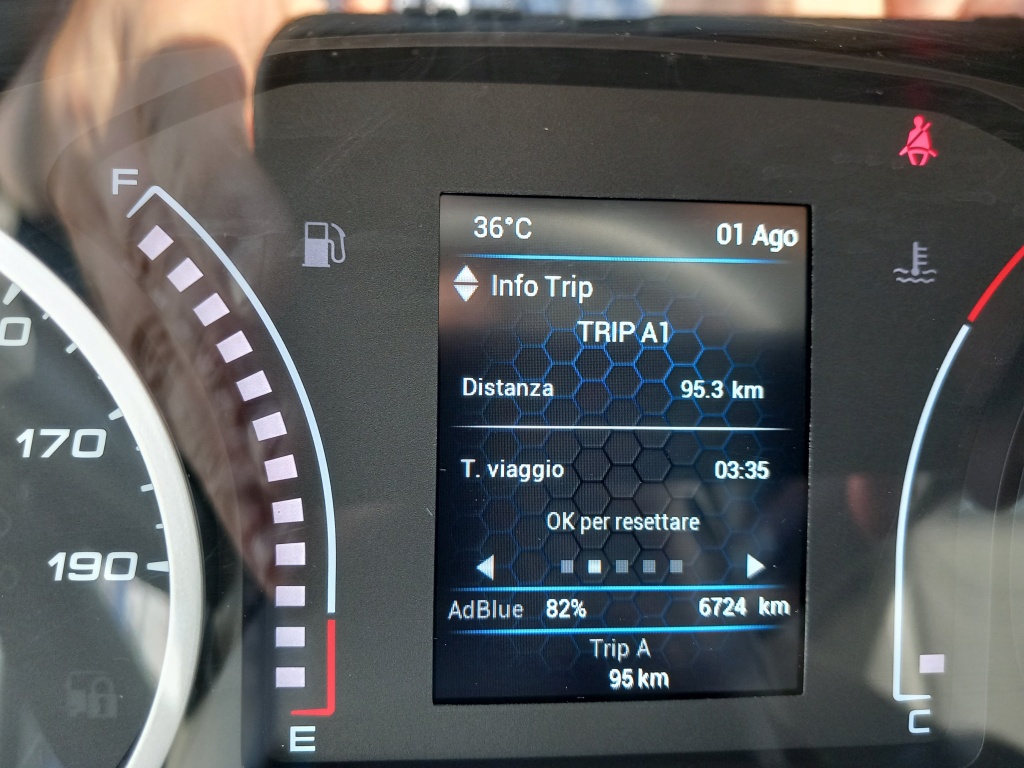 F
36°C 01 Ago
Info Trip
TRIP A1
Distanza 95.3 km
170
T. viaggio 03:35
OK per resettare
190
AdBlue 82% 6724 km
Trip A
95 km
E
C